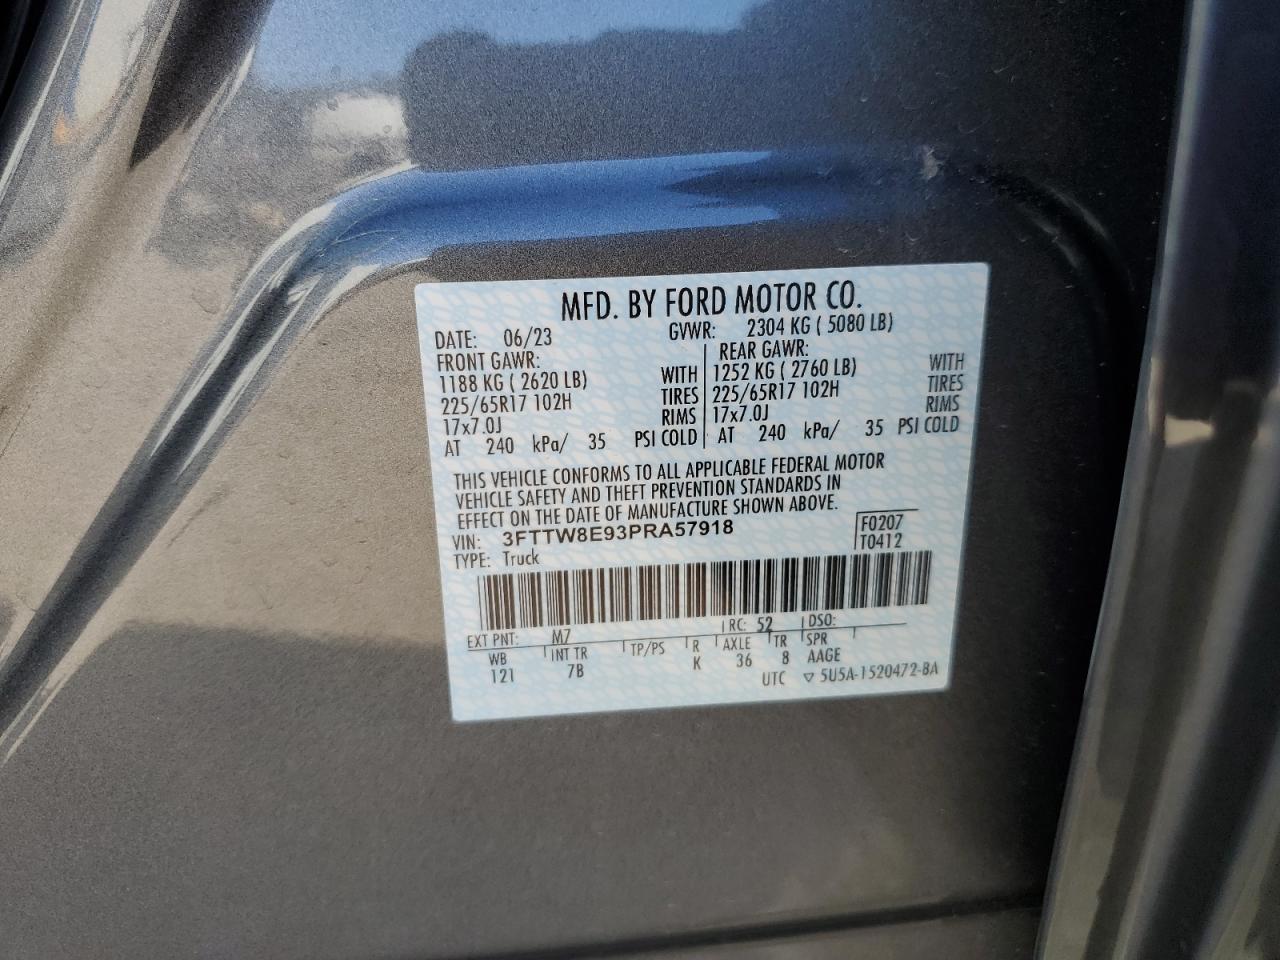 MFD. BY FORD MOTOR CO.
DATE: 06/23 GVWR: 2304 KG ( 5080 LB)
FRONT GAWR: REAR GAWR:
1188 KG ( 2620 LB) WITH 1252 KG ( 2760 LB) WITH
225/65R17 102H TIRES 225/65R17 102H TIRES
17x7.0J RIMS 17x7.0J RIMS
AT 240 kPa/ 35 PSI COLD AT 240 kPa/ 35 PSI COLD
THIS VEHICLE CONFORMS TO ALL APPLICABLE FEDERAL MOTOR
VEHICLE SAFETY AND THEFT PREVENTION STANDARDS IN
EFFECT ON THE DATE OF MANUFACTURE SHOWN ABOVE.
VIN: 3FTTW8E93PRA57918 F0207
TYPE: Truck T0412
EXT PNT: M7 RC: 52 DSO:
WB INT TR TP/PS R AXLE TR SPR
121 7B K 36 8 AAGE
UTC ▽ 5U5A-1520472-BA